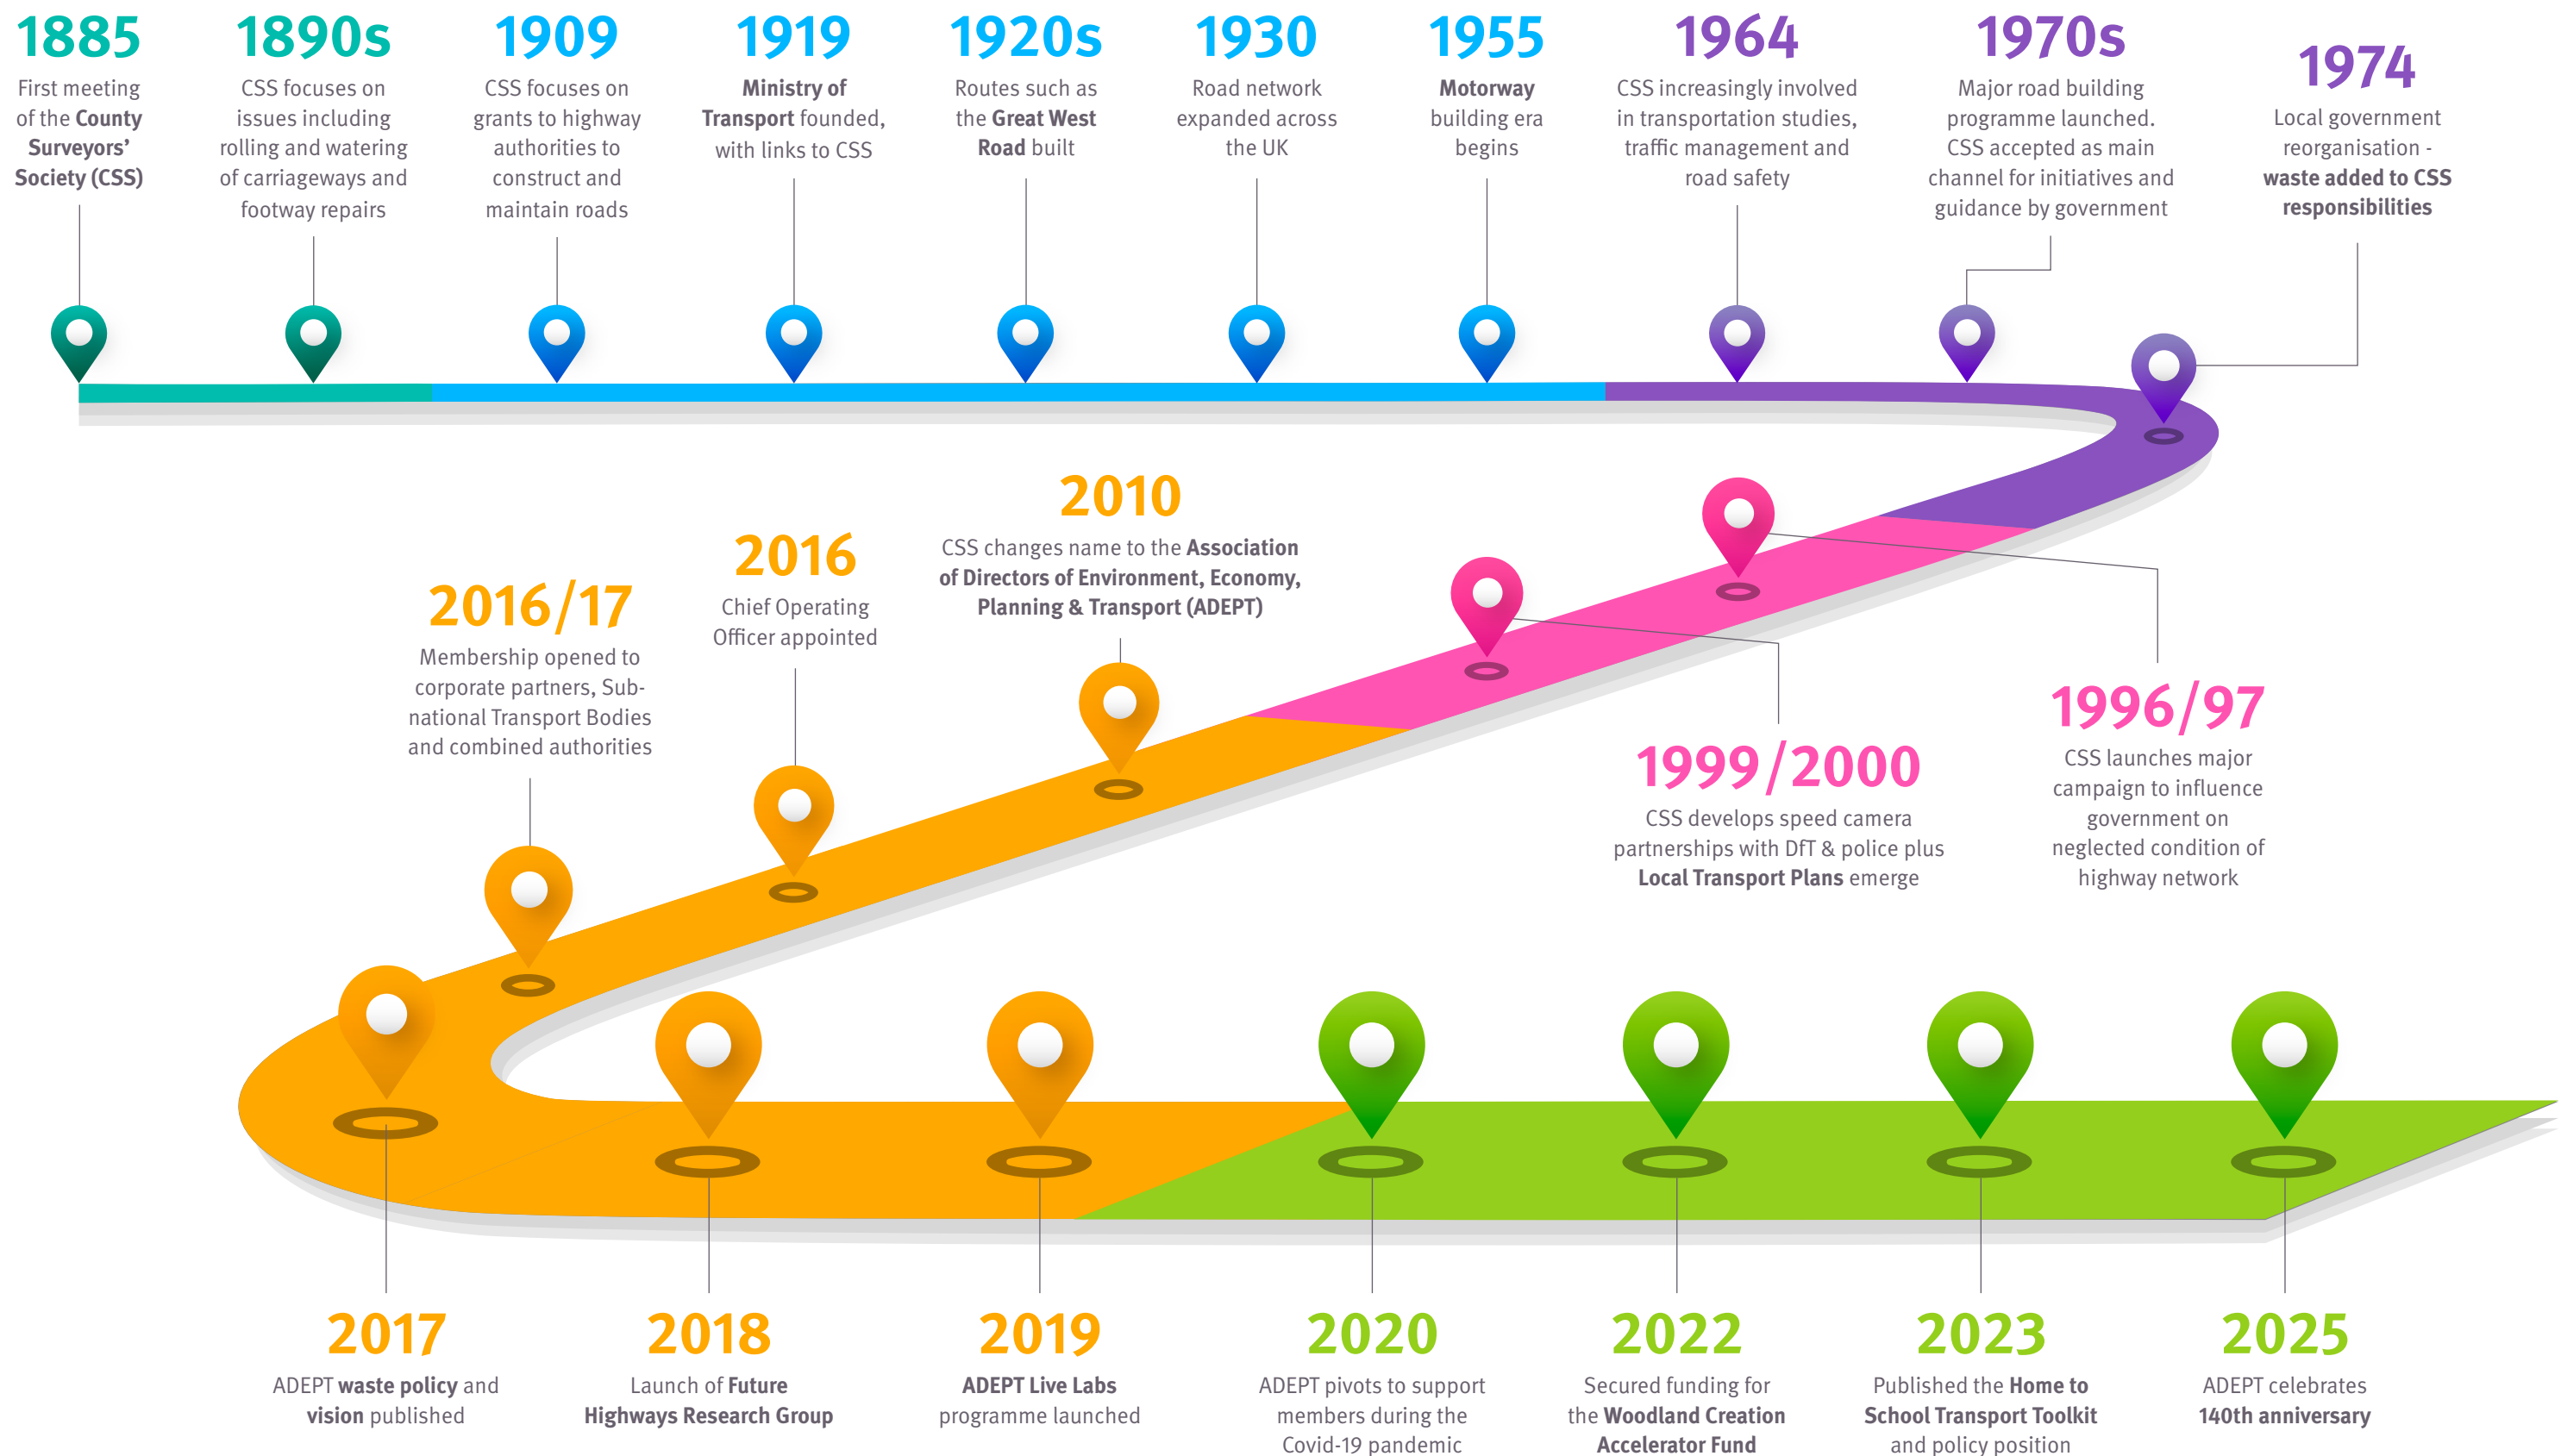 1885
First meeting
of the County
Surveyors’
Society (CSS)
1890s
CSS focuses on
issues including
rolling and watering
of carriageways and
footway repairs
1909
CSS focuses on
grants to highway
authorities to
construct and
maintain roads
1919
Ministry of
Transport founded,
with links to CSS
1920s
Routes such as
the Great West
Road built
1930
Road network
expanded across
the UK
1955
Motorway
building era
begins
1964
CSS increasingly involved
in transportation studies,
traffic management and
road safety
1970s
Major road building
programme launched.
CSS accepted as main
channel for initiatives and
guidance by government
1974
Local government
reorganisation -
waste added to CSS
responsibilities
1996/97
CSS launches major
campaign to influence
government on
neglected condition of
highway network
1999/2000
CSS develops speed camera
partnerships with DfT & police plus
Local Transport Plans emerge
2010
CSS changes name to the Association
of Directors of Environment, Economy,
Planning & Transport (ADEPT)
2016
Chief Operating
Officer appointed
2016/17
Membership opened to
corporate partners, Sub-
national Transport Bodies
and combined authorities
2017
ADEPT waste policy and
vision published
2018
Launch of Future
Highways Research Group
2019
ADEPT Live Labs
programme launched
2020
ADEPT pivots to support
members during the
Covid-19 pandemic
2022
Secured funding for
the Woodland Creation
Accelerator Fund
2023
Published the Home to
School Transport Toolkit
and policy position
2025
ADEPT celebrates
140th anniversary